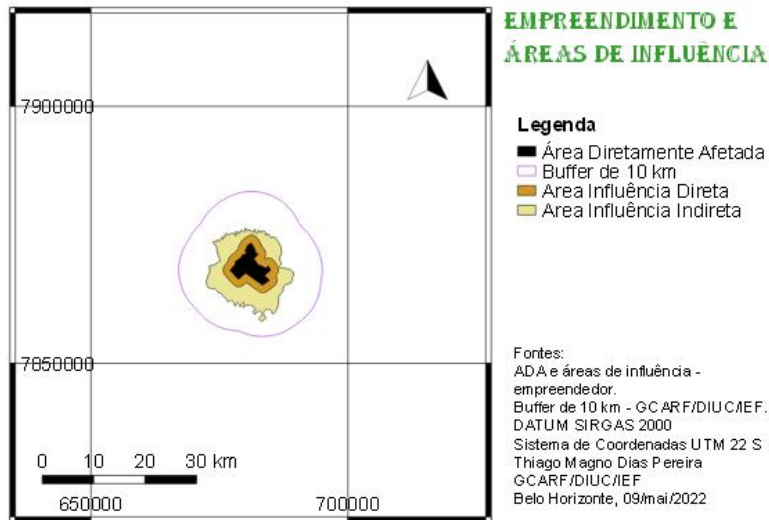 EMPREENDIMENTO E
ÁREAS DE INFLUÊNCIA
7900000
Legenda
Área Diretamente Afetada
Buffer de 10 km
Area Influência Direta
Area Influência Indireta
7850000
0 10 20 30 km
650000 700000
Fontes:
ADA e áreas de influência -
empreendedor.
Buffer de 10 km - GCARF/DIUC/IEF.
DATUM SIRGAS 2000
Sistema de Coordenadas UTM 22 S
Thiago Magno Dias Pereira
GCARF/DIUC/IEF
Belo Horizonte, 09/mai/2022